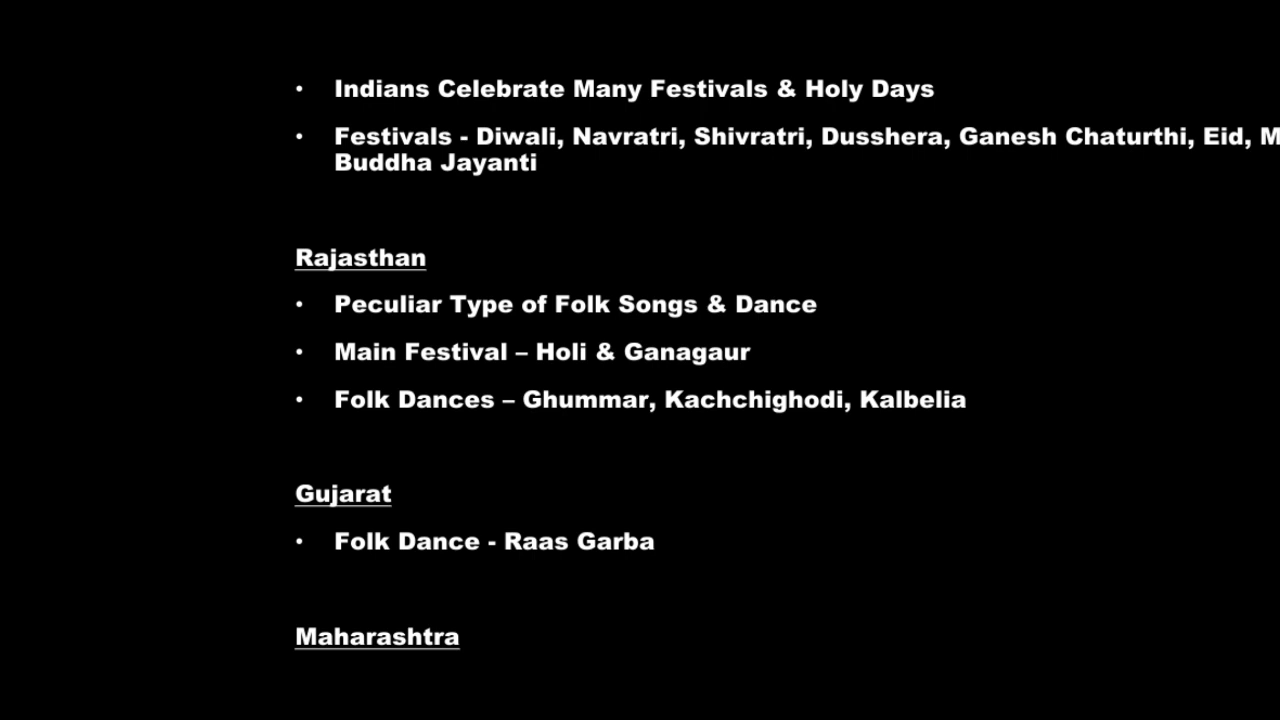 • Indians Celebrate Many Festivals & Holy Days
• Festivals - Diwali, Navratri, Shivratri, Dusshera, Ganesh Chaturthi, Eid,
Buddha Jayanti
Rajasthan
• Peculiar Type of Folk Songs & Dance
• Main Festival – Holi & Ganagaur
• Folk Dances – Ghummar, Kachchighodi, Kalbelia
Gujarat
• Folk Dance - Raas Garba
Maharashtra